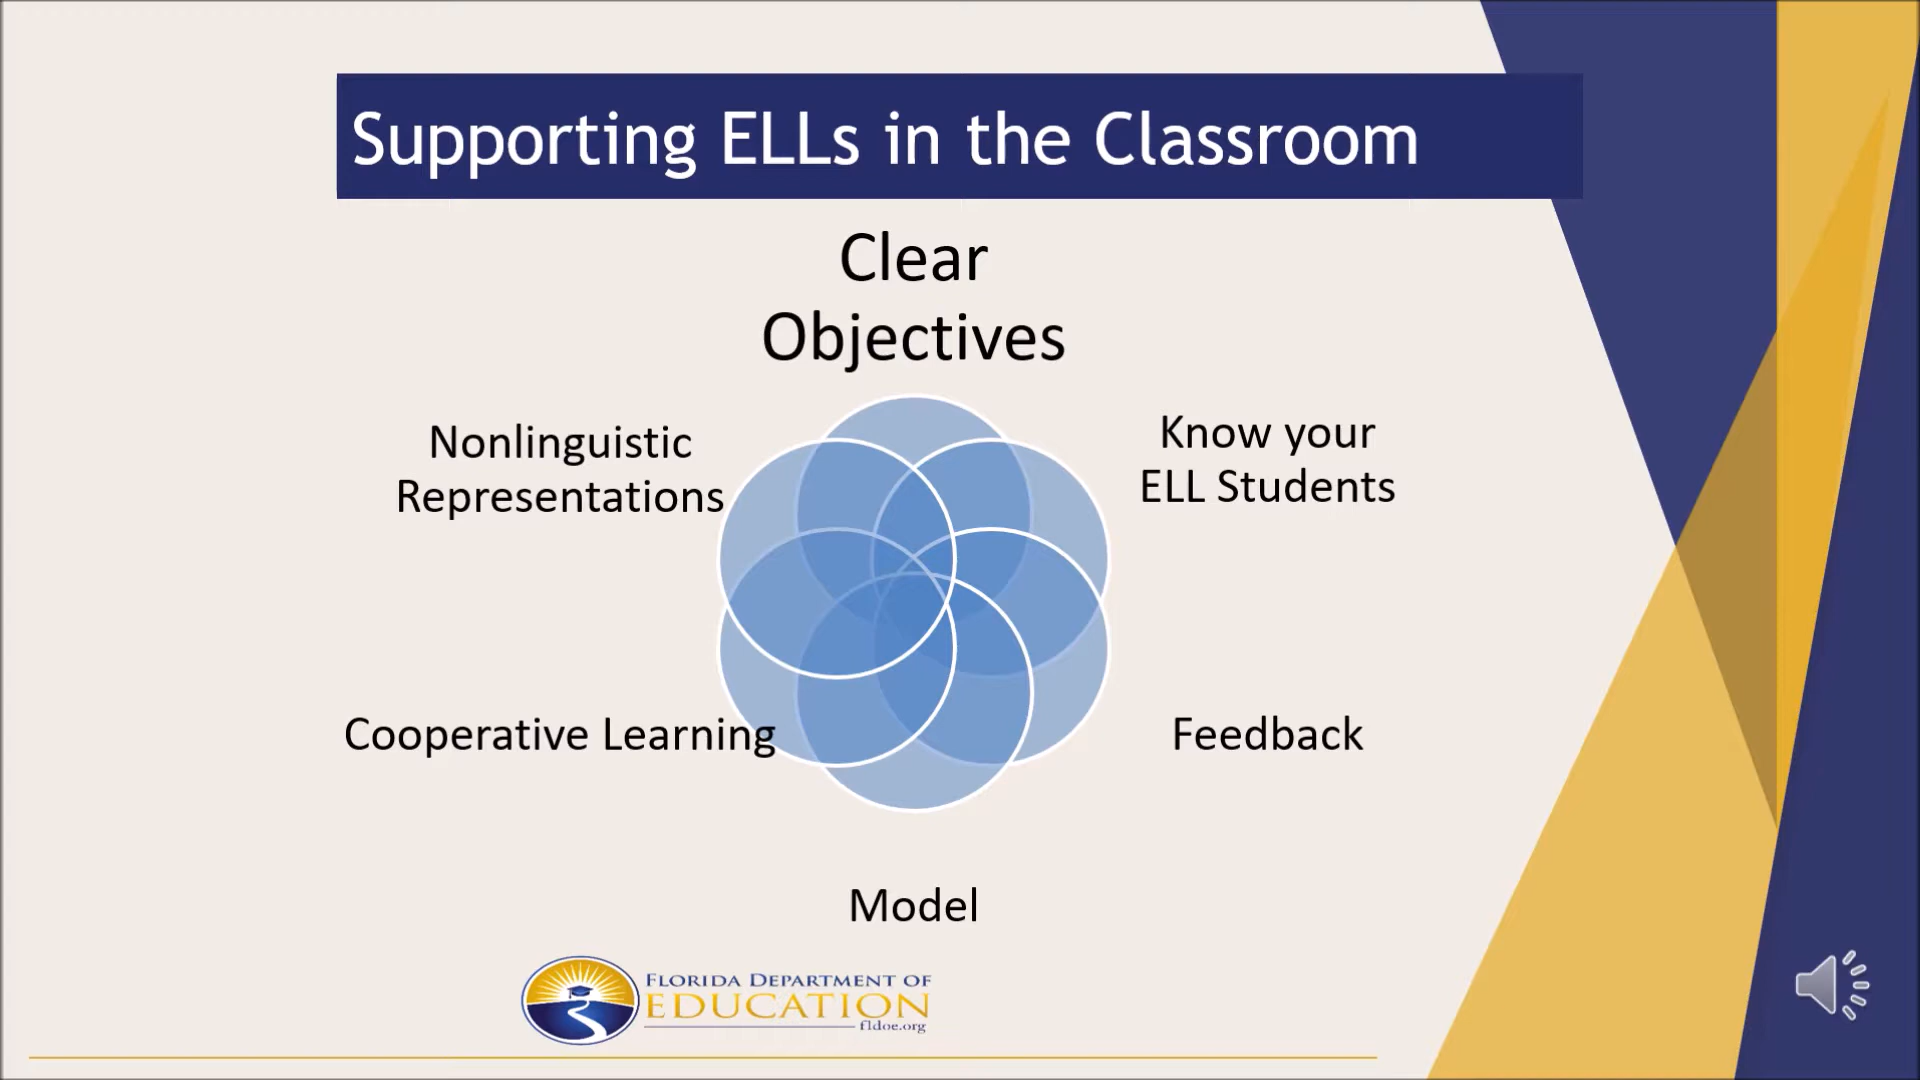 Supporting ELLs in the Classroom
Clear
Objectives
Nonlinguistic
Representations
Know your
ELL Students
Cooperative Learning
Feedback
Model
FLORIDA DEPARTMENT OF
EDUCATION
fldoe.org